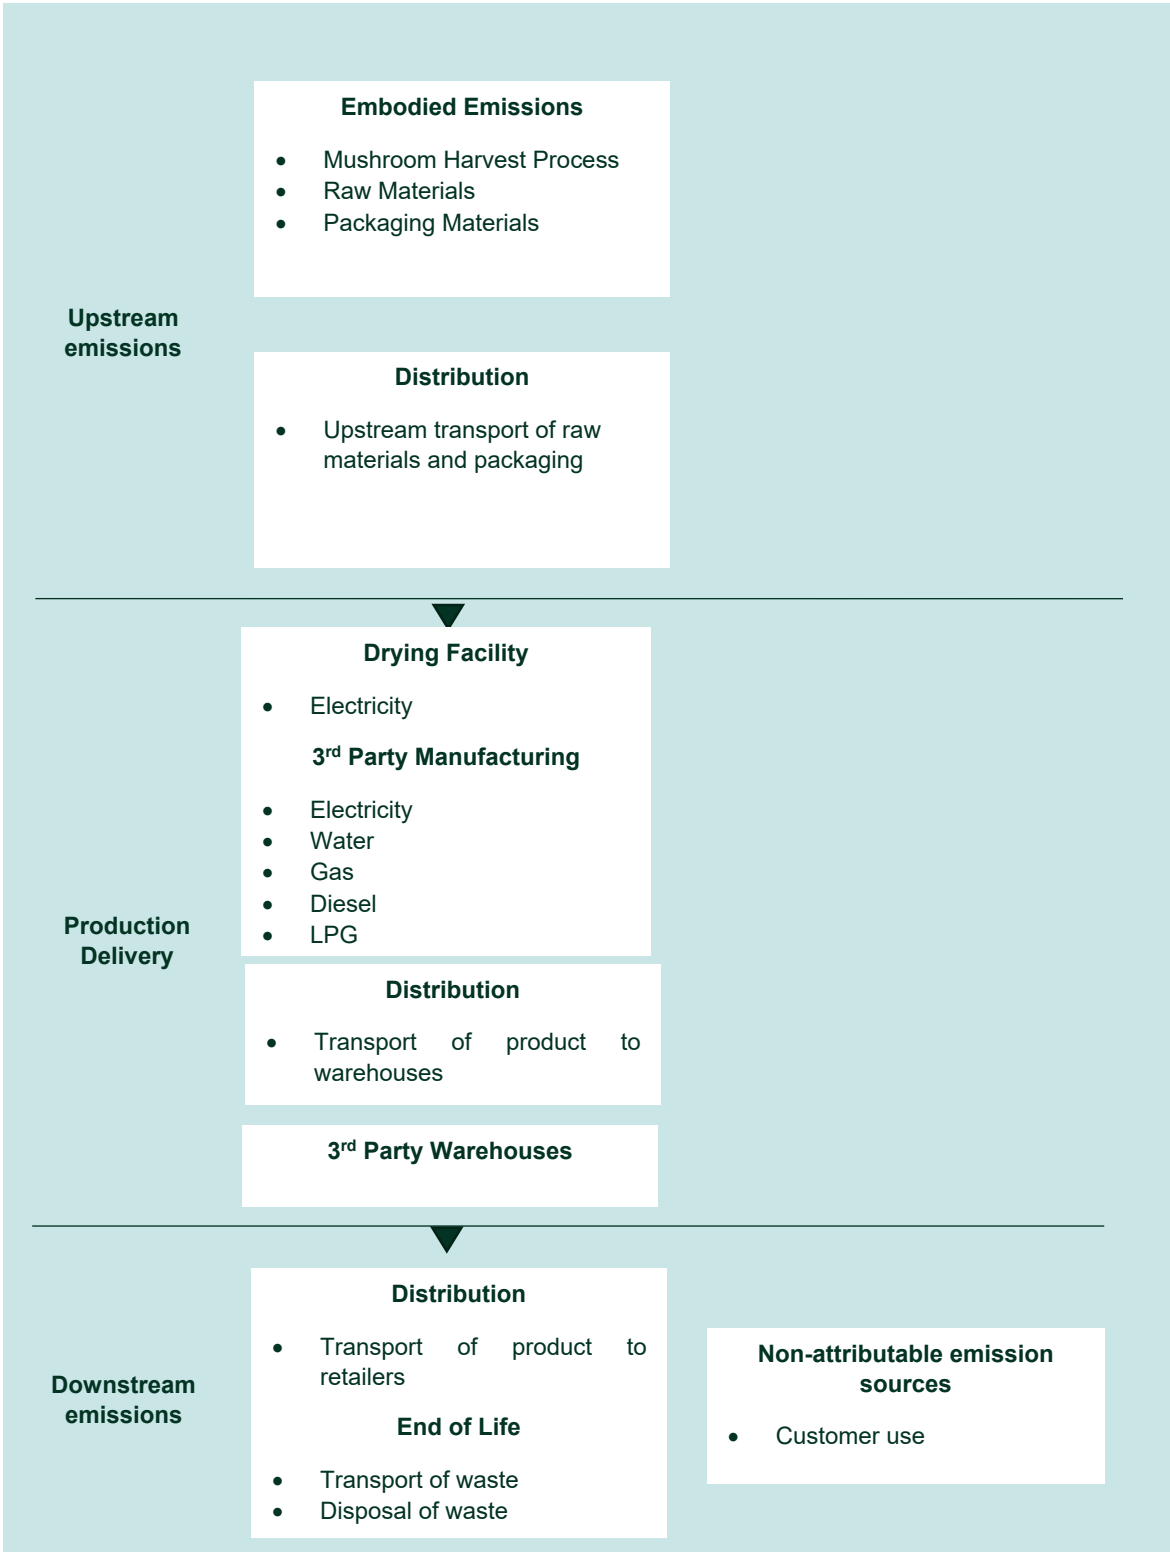 Embodied Emissions
• Mushroom Harvest Process
• Raw Materials
• Packaging Materials
Upstream
emissions
Distribution
• Upstream transport of raw
materials and packaging
Drying Facility
• Electricity
3rd Party Manufacturing
• Electricity
• Water
• Gas
• Diesel
• LPG
Production
Delivery
Distribution
• Transport of product to
warehouses
3rd Party Warehouses
Distribution
• Transport of product to
retailers
Downstream
emissions
End of Life
• Transport of waste
• Disposal of waste
Non-attributable emission
sources
• Customer use